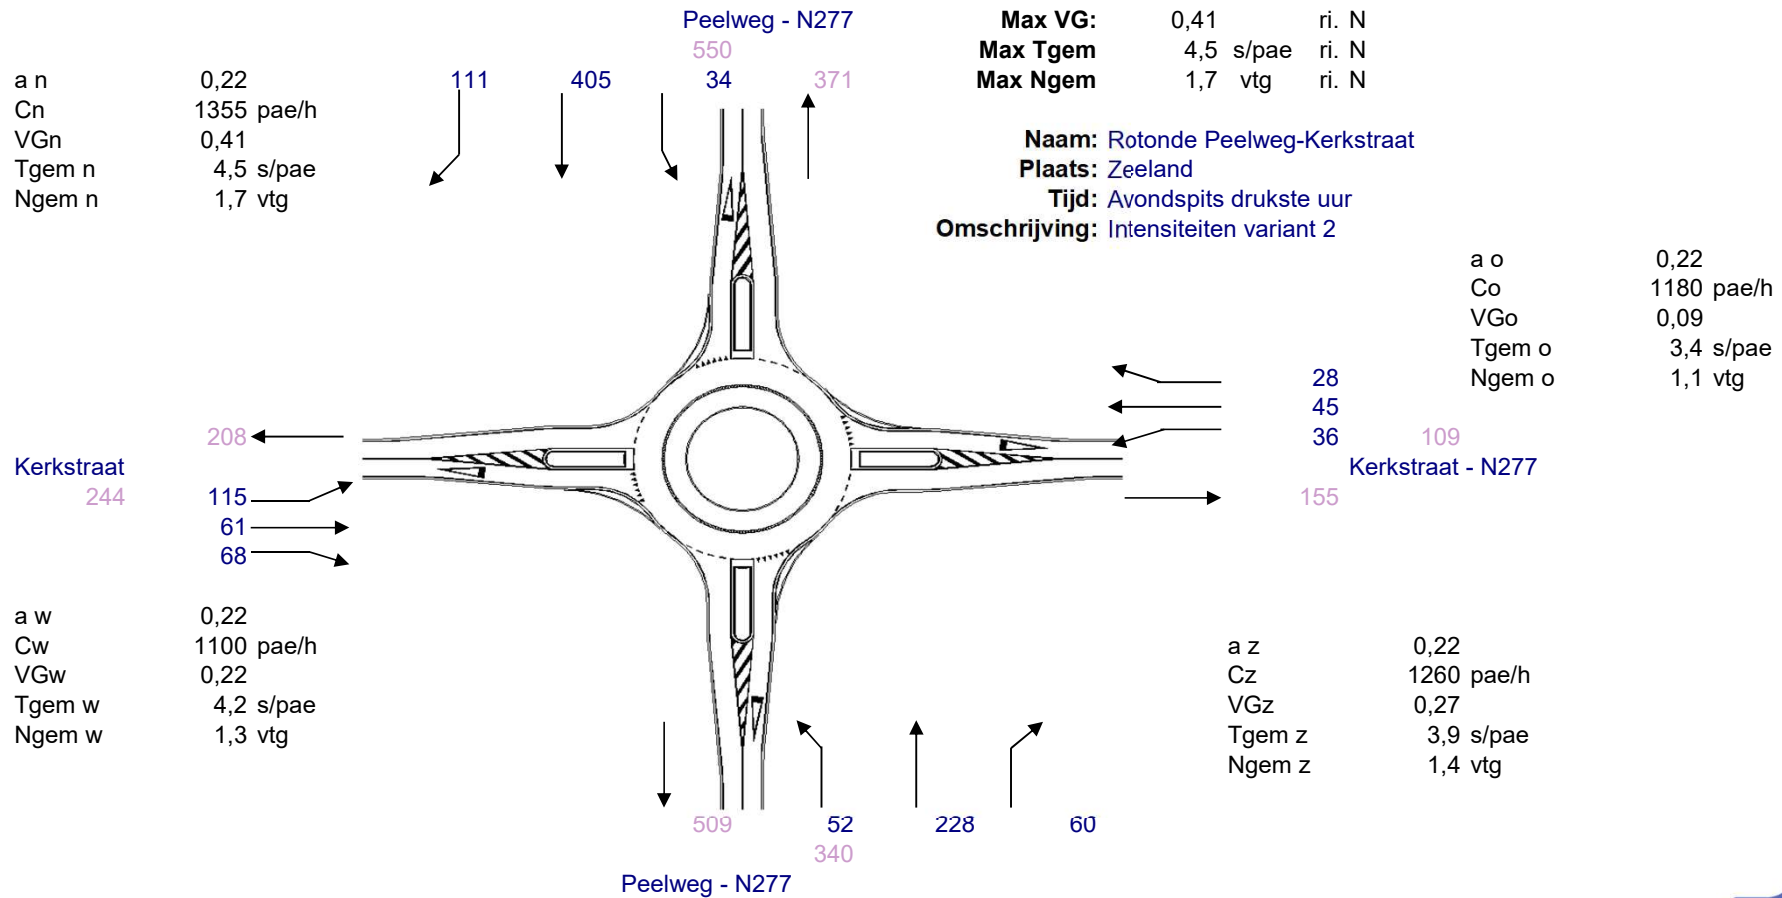 Peelweg - N277
550
111 405 34 371
Max VG: 0,41 ri. N
Max Tgem 4,5 s/pae ri. N
Max Ngem 1,7 vtg ri. N
a n 0,22
Cn 1355 pae/h
VGn 0,41
Tgem n 4,5 s/pae
Ngem n 1,7 vtg
Naam: Rotonde Peelweg-Kerkstraat
Plaats: Zeeland
Tijd: Avondspits drukste uur
Omschrijving: Intensiteiten variant 2
a o 0,22
Co 1180 pae/h
VGo 0,09
Tgem o 3,4 s/pae
Ngem o 1,1 vtg
28
45
36 109
Kerkstraat - N277
155
208
Kerkstraat
244 115
61
68
a w 0,22
Cw 1100 pae/h
VGw 0,22
Tgem w 4,2 s/pae
Ngem w 1,3 vtg
a z 0,22
Cz 1260 pae/h
VGz 0,27
Tgem z 3,9 s/pae
Ngem z 1,4 vtg
509 52 228 60
340
Peelweg - N277